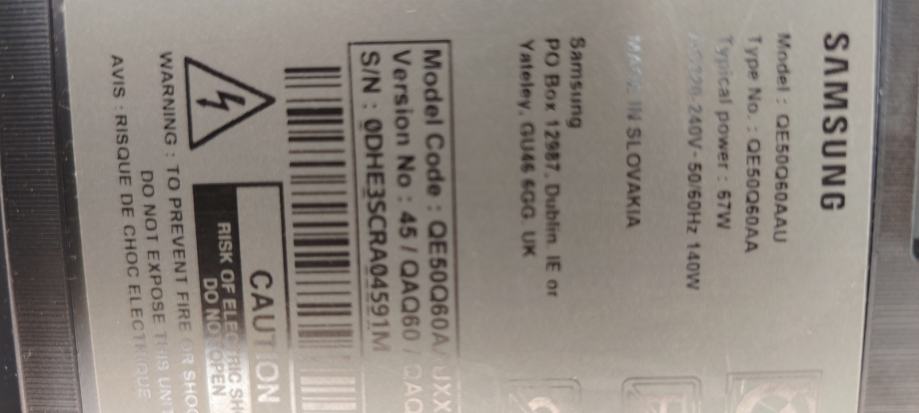 SAMSUNG
Model : QE50Q60AAU
Type No. : QE50Q60AA
Typical power : 67W
AC220-240V~ 50/60Hz 140W
MADE IN SLOVAKIA
Samsung
PO Box 12987, Dublin. IE or
Yateley, GU46 6GG. UK
Model Code : QE50Q60A
Version No : 45 / QAQ60 /
S/N : 0DHE3SCRA04591M
CAUTION
RISK OF ELECTRIC SH
DO NOT OPEN
WARNING : TO PREVENT FIRE OR SHOC
DO NOT EXPOSE THIS UNIT
AVIS : RISQUE DE CHOC ELECTRIQUE